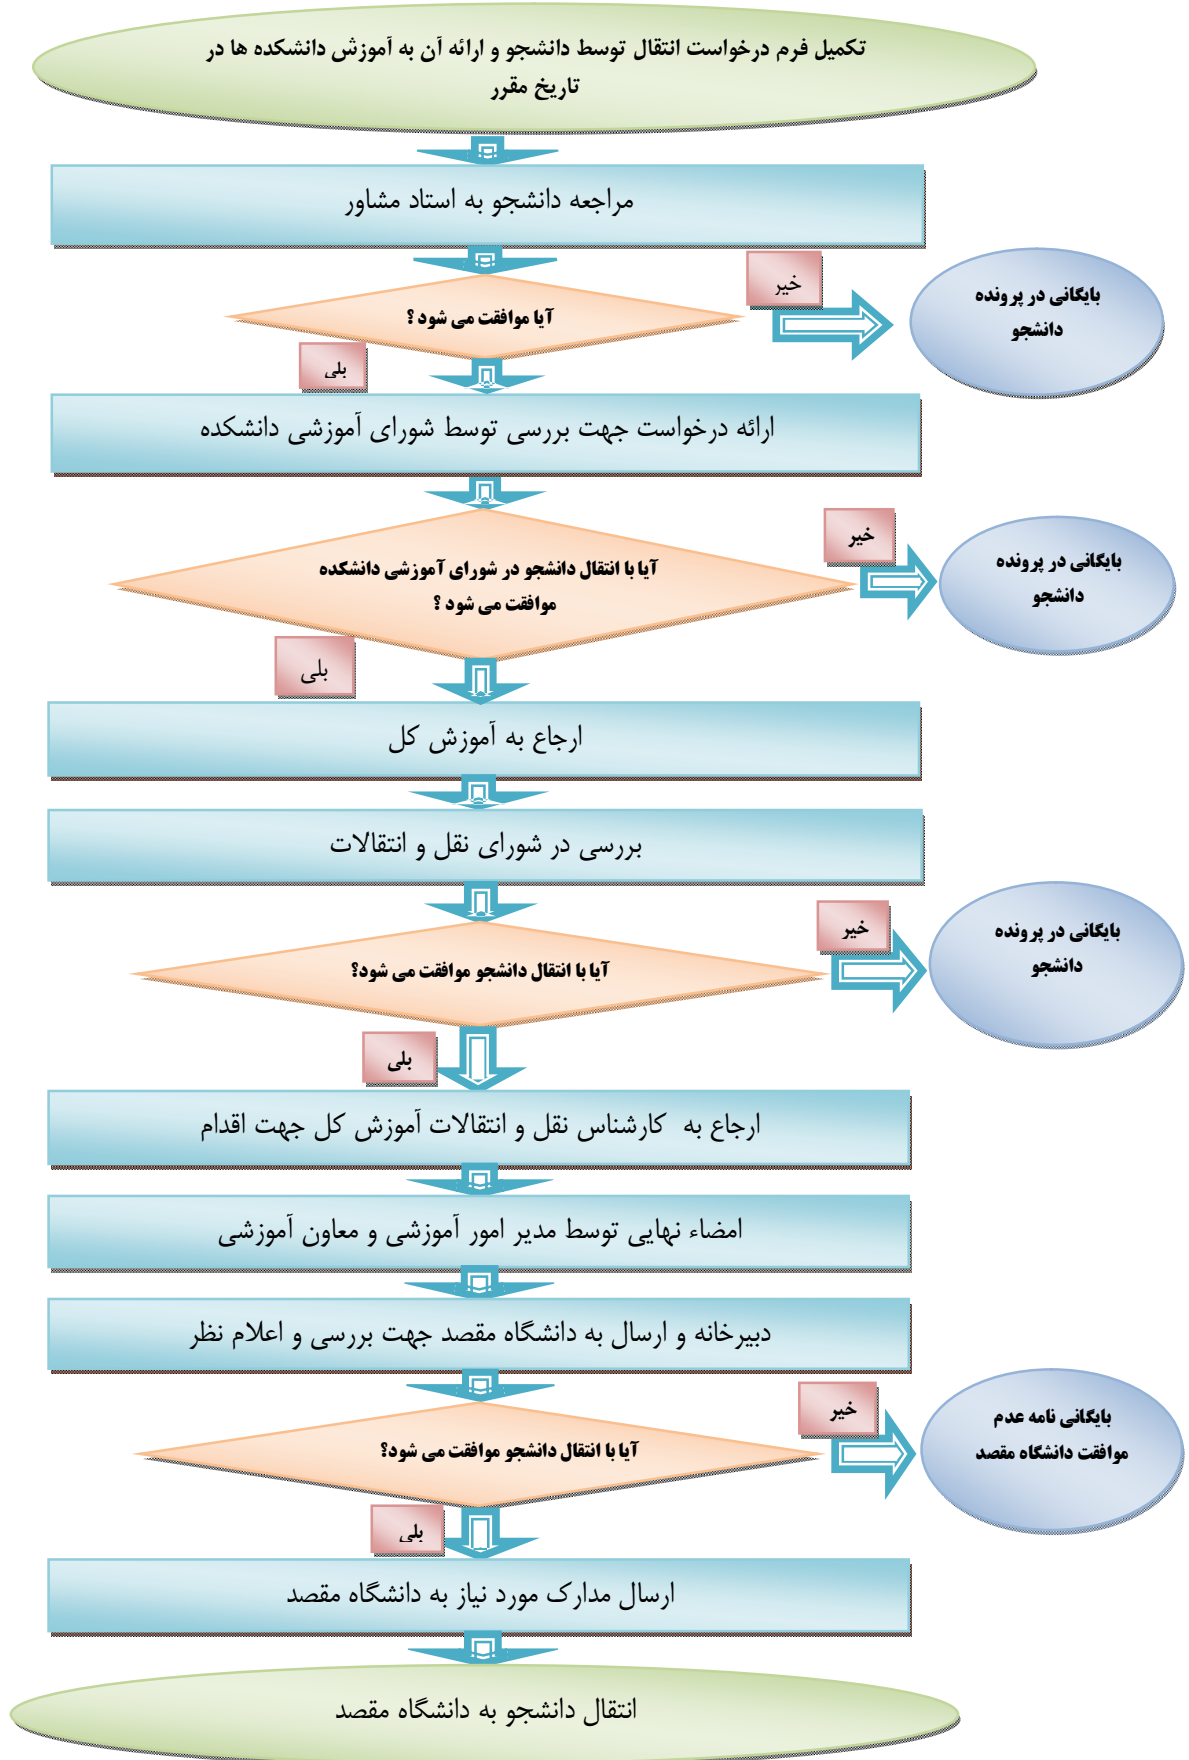 تکمیل فرم درخواست انتقال توسط دانشجو و ارائه آن به آموزش دانشکده ها در
تاریخ مقرر
مراجعه دانشجو به استاد مشاور
خیر
بایگانی در پرونده
دانشجو
آیا موافقت می شود ؟
بلی
ارائه درخواست جهت بررسی توسط شورای آموزشی دانشکده
خیر
بایگانی در پرونده
دانشجو
آیا با انتقال دانشجو در شورای آموزشی دانشکده
موافقت می شود ؟
بلی
ارجاع به آموزش کل
بررسی در شورای نقل و انتقالات
خیر
بایگانی در پرونده
دانشجو
آیا با انتقال دانشجو موافقت می شود؟
بلی
ارجاع به کارشناس نقل و انتقالات آموزش کل جهت اقدام
امضاء نهایی توسط مدیر امور آموزشی و معاون آموزشی
دبیرخانه و ارسال به دانشگاه مقصد جهت بررسی و اعلام نظر
خیر
بایگانی نامه عدم
موافقت دانشگاه مقصد
آیا با انتقال دانشجو موافقت می شود؟
بلی
ارسال مدارک مورد نیاز به دانشگاه مقصد
انتقال دانشجو به دانشگاه مقصد